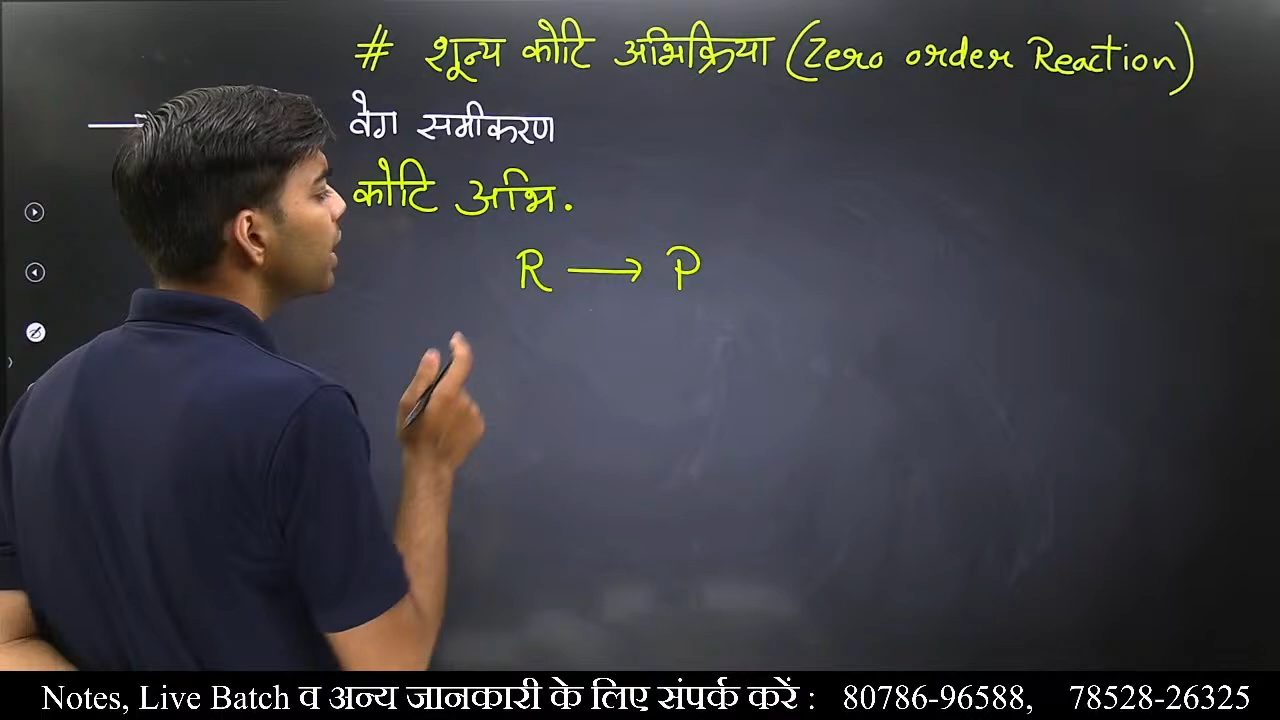 # शून्य कोटि अभिक्रिया (Zero order Reaction)
वेग समीकरण
कोटि अभि.
R ⟶ P
Notes, Live Batch व अन्य जानकारी के लिए संपर्क करें : 80786-96588, 78528-26325